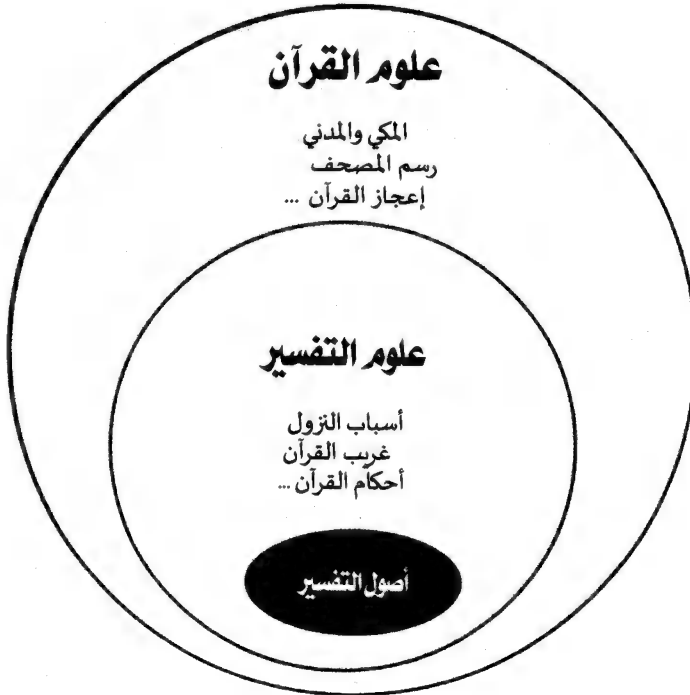 علوم القرآن
المكي والمدني
رسم المصحف
إعجاز القرآن ...
علوم التفسير
أسباب النزول
غريب القرآن
أحكام القرآن ...
أصول التفسير